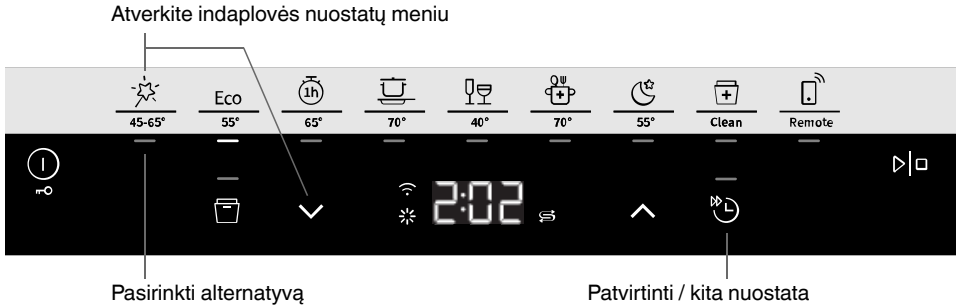 Atverkite indaplovės nuostatų meniu
Eco
1h
45-65° 55° 65° 70° 40° 70° 55° Clean Remote
2:02
Pasirinkti alternatyvą
Patvirtinti / kita nuostata